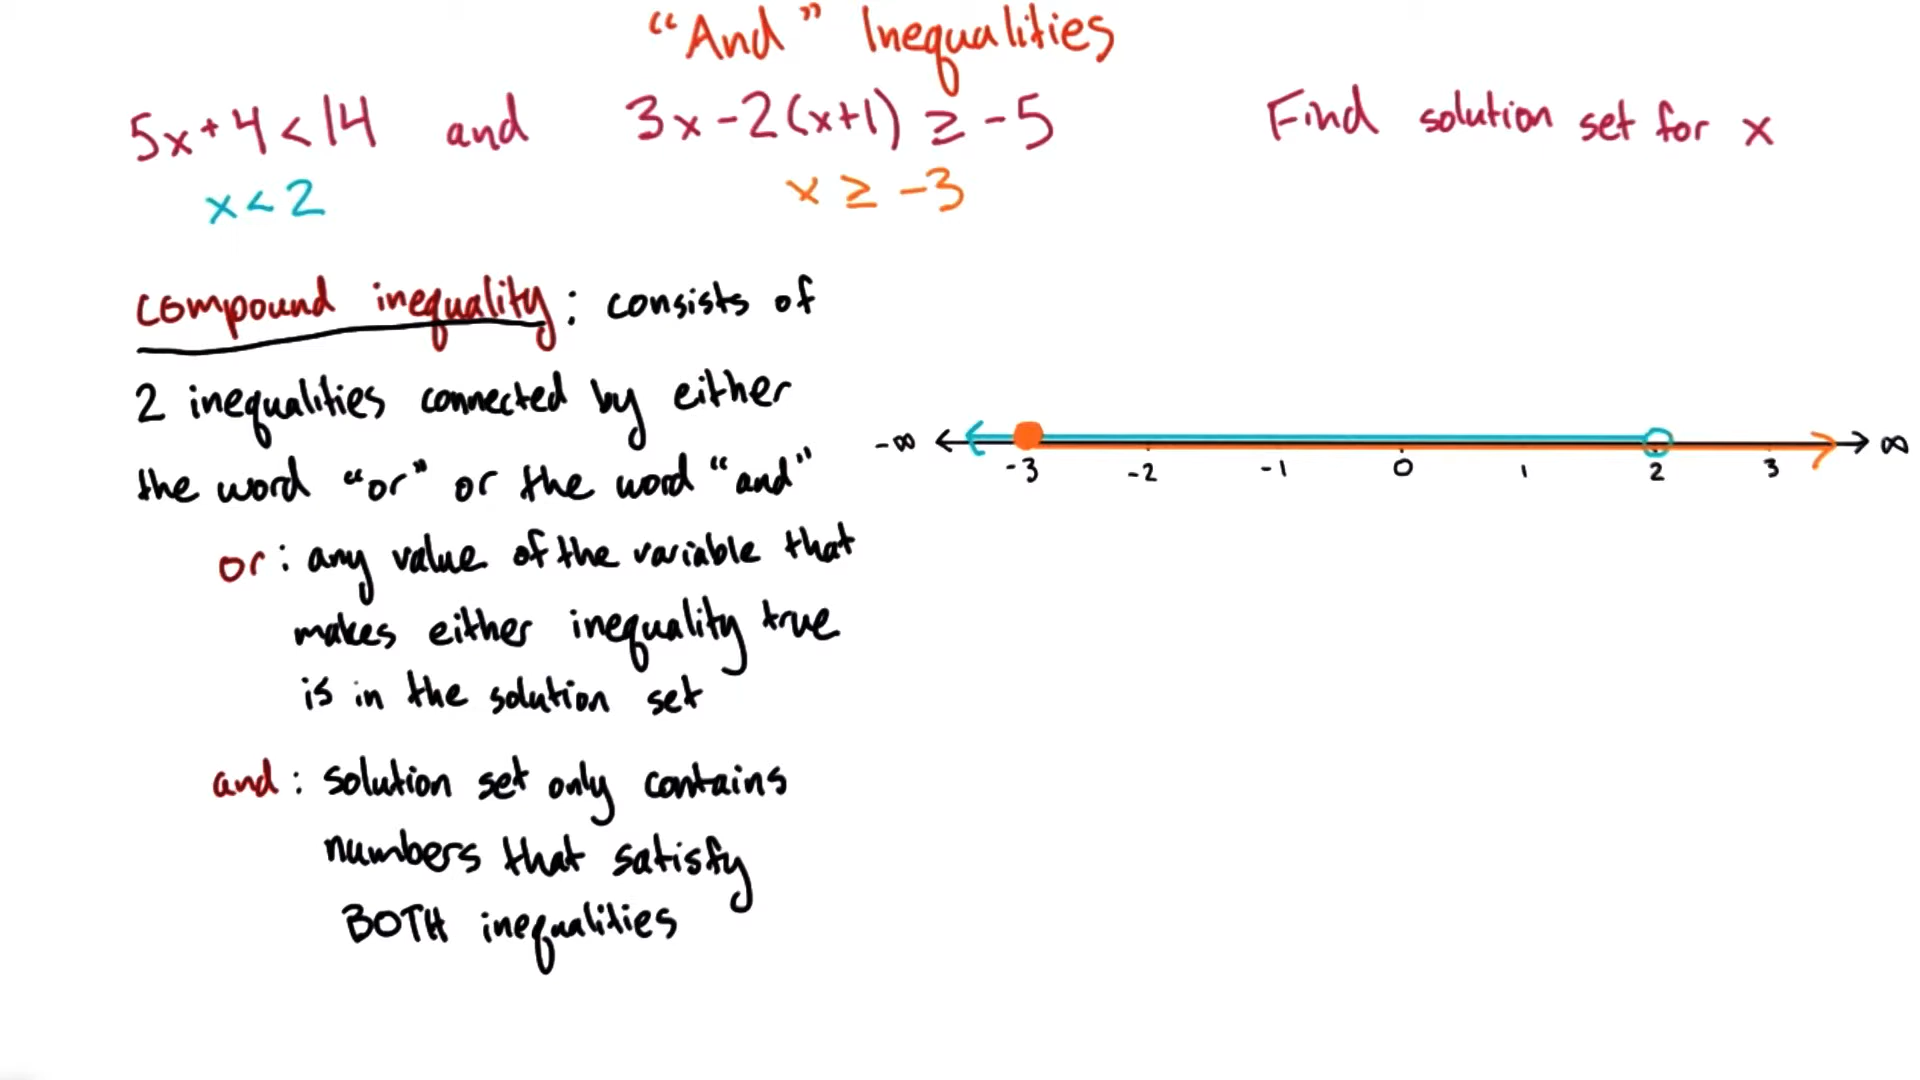 “And” Inequalities
5x+4<14 and 3x-2(x+1) ≥ -5 Find solution set for x
x<2 x ≥ -3
compound inequality: consists of
2 inequalities connected by either
the word “or” or the word “and”
or: any value of the variable that
makes either inequality true
is in the solution set
and: solution set only contains
numbers that satisfy
BOTH inequalities
-∞ ∞
-3 -2 -1 0 1 2 3